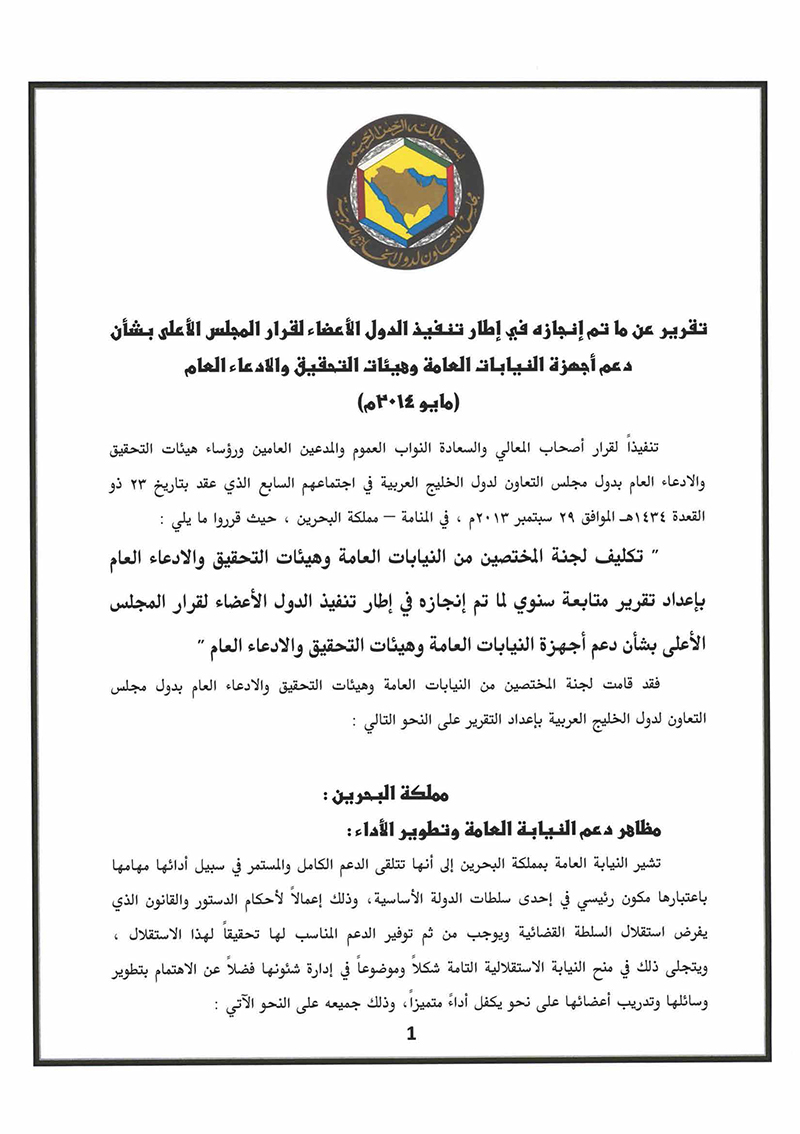 بسم الله الرحمن الرحيم
مجلس التعاون لدول الخليج العربية
تقرير عن ما تم إنجازه في إطار تنفيذ الدول الأعضاء لقرار المجلس الأعلى بشأن
دعم أجهزة النيابات العامة وهيئات التحقيق والادعاء العام
(مايو ٢٠١٤م)
تنفيذاً لقرار أصحاب المعالي والسعادة النواب العموم والمدعين العامين ورؤساء هيئات التحقيق
والادعاء العام بدول مجلس التعاون لدول الخليج العربية في اجتماعهم السابع الذي عقد بتاريخ ٢٣ ذو
القعدة ١٤٣٤هـ الموافق ٢٩ سبتمبر ٢٠١٣م ، في المنامة – مملكة البحرين ، حيث قرروا ما يلي :
" تكليف لجنة المختصين من النيابات العامة وهيئات التحقيق والادعاء العام
بإعداد تقرير متابعة سنوي لما تم إنجازه في إطار تنفيذ الدول الأعضاء لقرار المجلس
الأعلى بشأن دعم أجهزة النيابات العامة وهيئات التحقيق والادعاء العام "
فقد قامت لجنة المختصين من النيابات العامة وهيئات التحقيق والادعاء العام بدول مجلس
التعاون لدول الخليج العربية بإعداد التقرير على النحو التالي :
مملكة البحرين :
مظاهر دعم النيابة العامة وتطوير الأداء :
تشير النيابة العامة بمملكة البحرين إلى أنها تتلقى الدعم الكامل والمستمر في سبيل أدائها مهامها
باعتبارها مكون رئيسي في إحدى سلطات الدولة الأساسية، وذلك إعمالاً لأحكام الدستور والقانون الذي
يفرض استقلال السلطة القضائية ويوجب من ثم توفير الدعم المناسب لها تحقيقاً لهذا الاستقلال ،
ويتجلى ذلك في منح النيابة الاستقلالية التامة شكلاً وموضوعاً في إدارة شئونها فضلاً عن الاهتمام بتطوير
وسائلها وتدريب أعضائها على نحو يكفل أداءً متميزاً، وذلك جميعه على النحو الآتي :
1